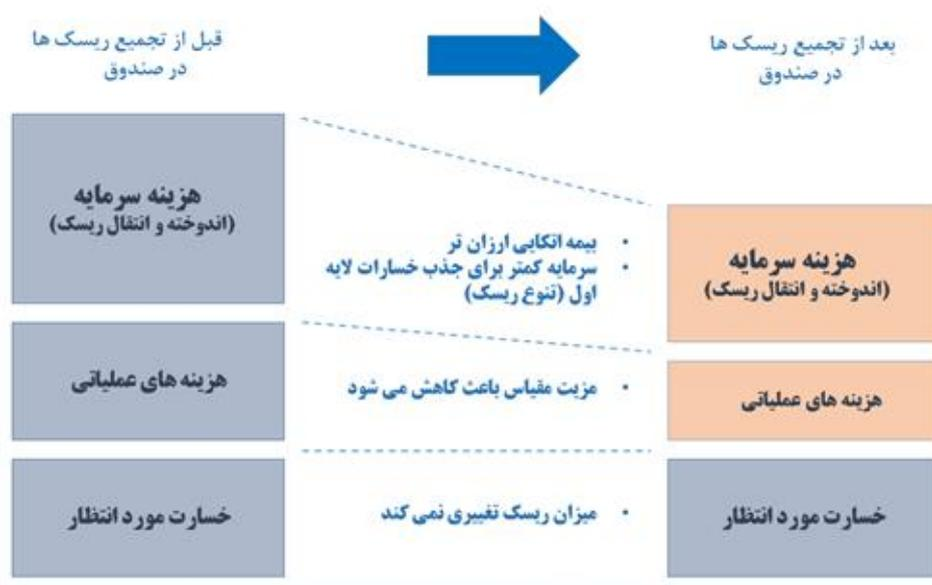 قبل از تجمیع ریسک ها
در صندوق
بعد از تجمیع ریسک ها
در صندوق
هزینه سرمایه
(اندوخته و انتقال ریسک)
• بیمه اتکایی ارزان تر
• سرمایه کمتر برای جذب خسارات لایه
اول (تنوع ریسک)
هزینه سرمایه
(اندوخته و انتقال ریسک)
هزینه های عملیاتی
• مزیت مقیاس باعث کاهش می شود
هزینه های عملیاتی
خسارت مورد انتظار
• میزان ریسک تغییری نمی کند
خسارت مورد انتظار